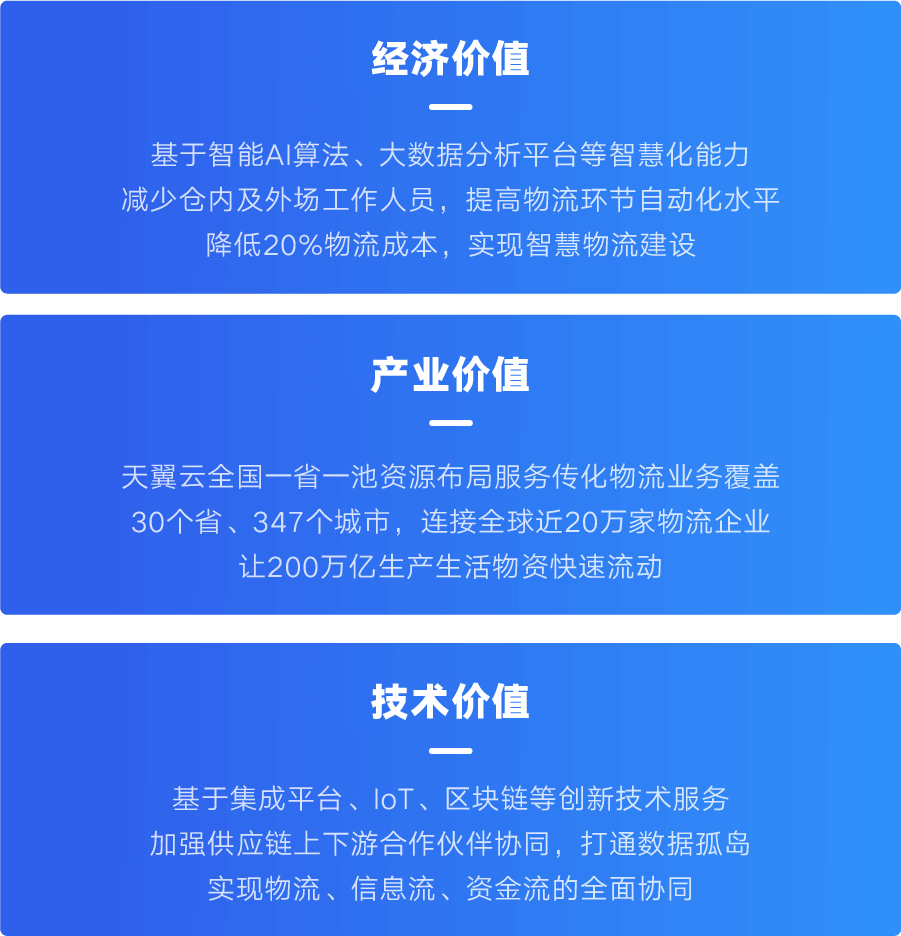 经济价值
基于智能AI算法、大数据分析平台等智慧化能力
减少仓内及外场工作人员，提高物流环节自动化水平
降低20%物流成本，实现智慧物流建设
产业价值
天翼云全国一省一池资源布局服务传化物流业务覆盖
30个省、347个城市，连接全球近20万家物流企业
让200万亿生产生活物资快速流动
技术价值
基于集成平台、IoT、区块链等创新技术服务
加强供应链上下游合作伙伴协同，打通数据孤岛
实现物流、信息流、资金流的全面协同